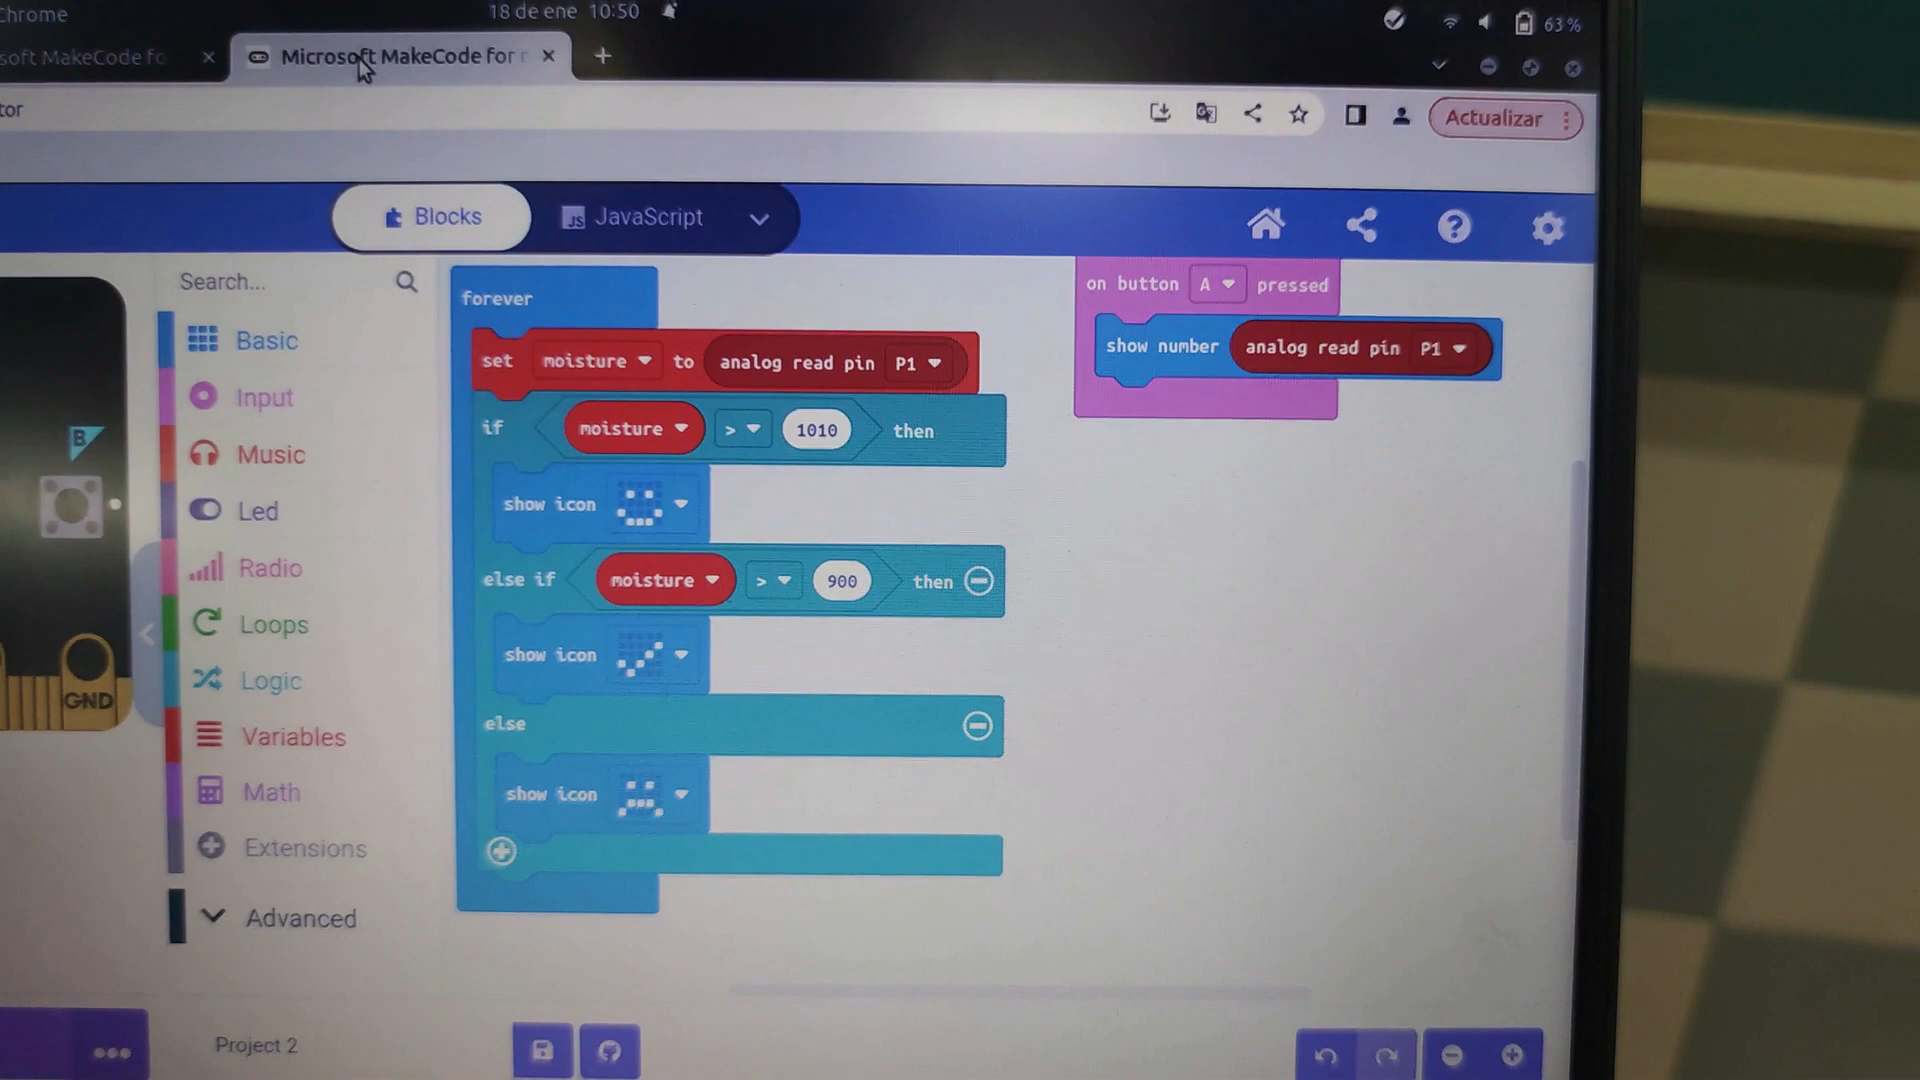 Chrome
18 de ene 10:50
63 %
soft MakeCode fo
Microsoft MakeCode for
tor
Actualizar
Blocks
JS JavaScript
Search...
Basic
Input
Music
Led
Radio
Loops
Logic
Variables
Math
Extensions
Advanced
B
GND
forever
set moisture to analog read pin P1
if moisture > 1010 then
show icon
else if moisture > 900 then
show icon
else
show icon
on button A pressed
show number analog read pin P1
Project 2